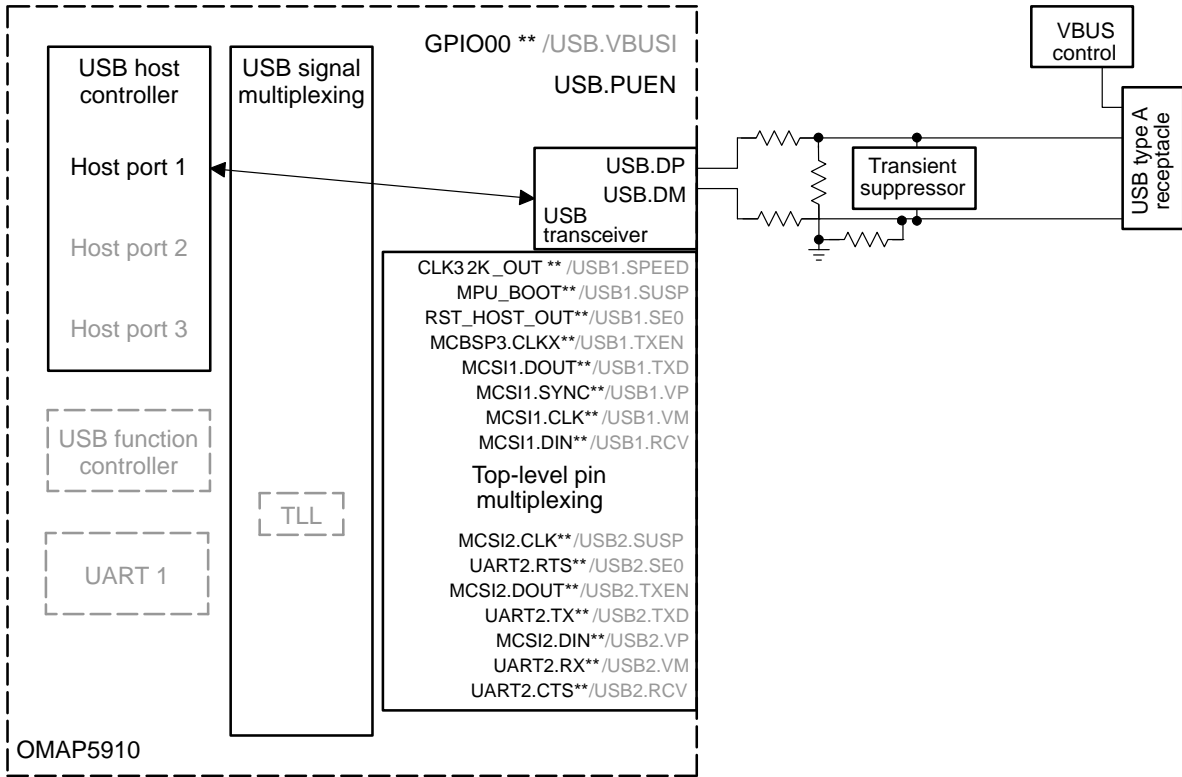 GPIO00 ** /USB.VBUSI
USB.PUEN
USB host
controller
Host port 1
Host port 2
Host port 3
USB signal
multiplexing
USB function
controller
UART 1
TLL
USB.DP
USB.DM
USB
transceiver
CLK32K_OUT ** /USB1.SPEED
MPU_BOOT**/USB1.SUSP
RST_HOST_OUT**/USB1.SE0
MCBSP3.CLKX**/USB1.TXEN
MCSI1.DOUT**/USB1.TXD
MCSI1.SYNC**/USB1.VP
MCSI1.CLK**/USB1.VM
MCSI1.DIN**/USB1.RCV
Top-level pin
multiplexing
MCSI2.CLK**/USB2.SUSP
UART2.RTS**/USB2.SE0
MCSI2.DOUT**/USB2.TXEN
UART2.TX**/USB2.TXD
MCSI2.DIN**/USB2.VP
UART2.RX**/USB2.VM
UART2.CTS**/USB2.RCV
OMAP5910
Transient
suppressor
VBUS
control
USB type A
receptacle